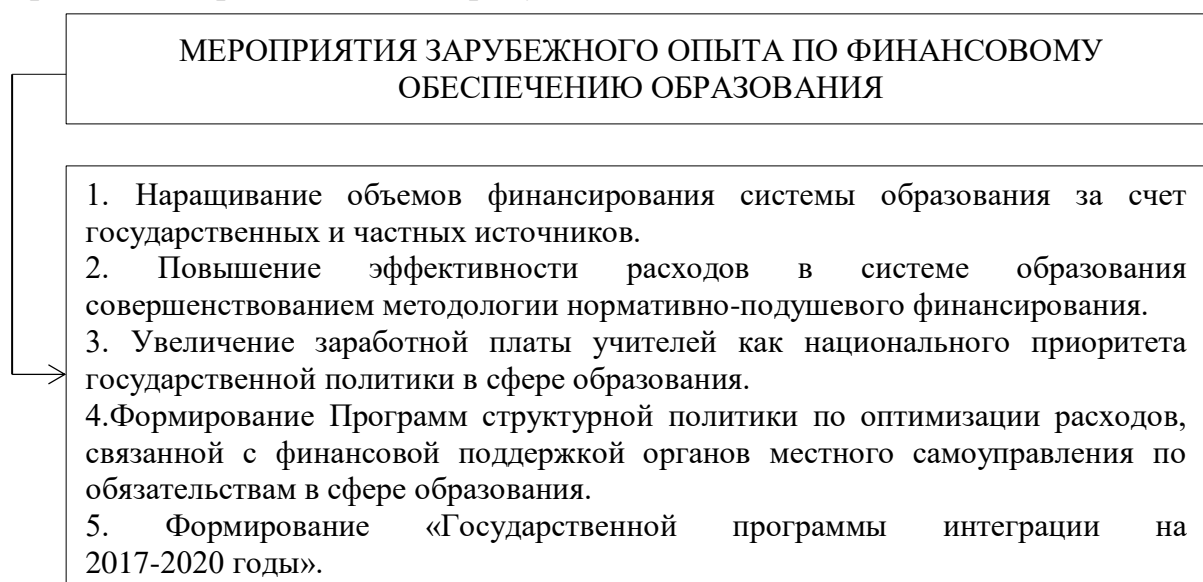 МЕРОПРИЯТИЯ ЗАРУБЕЖНОГО ОПЫТА ПО ФИНАНСОВОМУ
ОБЕСПЕЧЕНИЮ ОБРАЗОВАНИЯ
1. Наращивание объемов финансирования системы образования за счет
государственных и частных источников.
2. Повышение эффективности расходов в системе образования
совершенствованием методологии нормативно-подушевого финансирования.
3. Увеличение заработной платы учителей как национального приоритета
государственной политики в сфере образования.
4.Формирование Программ структурной политики по оптимизации расходов,
связанной с финансовой поддержкой органов местного самоуправления по
обязательствам в сфере образования.
5. Формирование «Государственной программы интеграции на
2017-2020 годы».